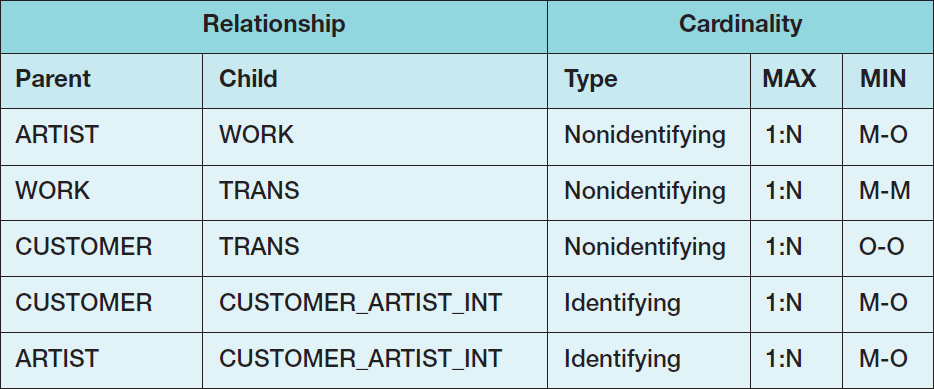 Relationship Cardinality
Parent Child Type MAX MIN
ARTIST WORK Nonidentifying 1:N M-O
WORK TRANS Nonidentifying 1:N M-M
CUSTOMER TRANS Nonidentifying 1:N O-O
CUSTOMER CUSTOMER_ARTIST_INT Identifying 1:N M-O
ARTIST CUSTOMER_ARTIST_INT Identifying 1:N M-O